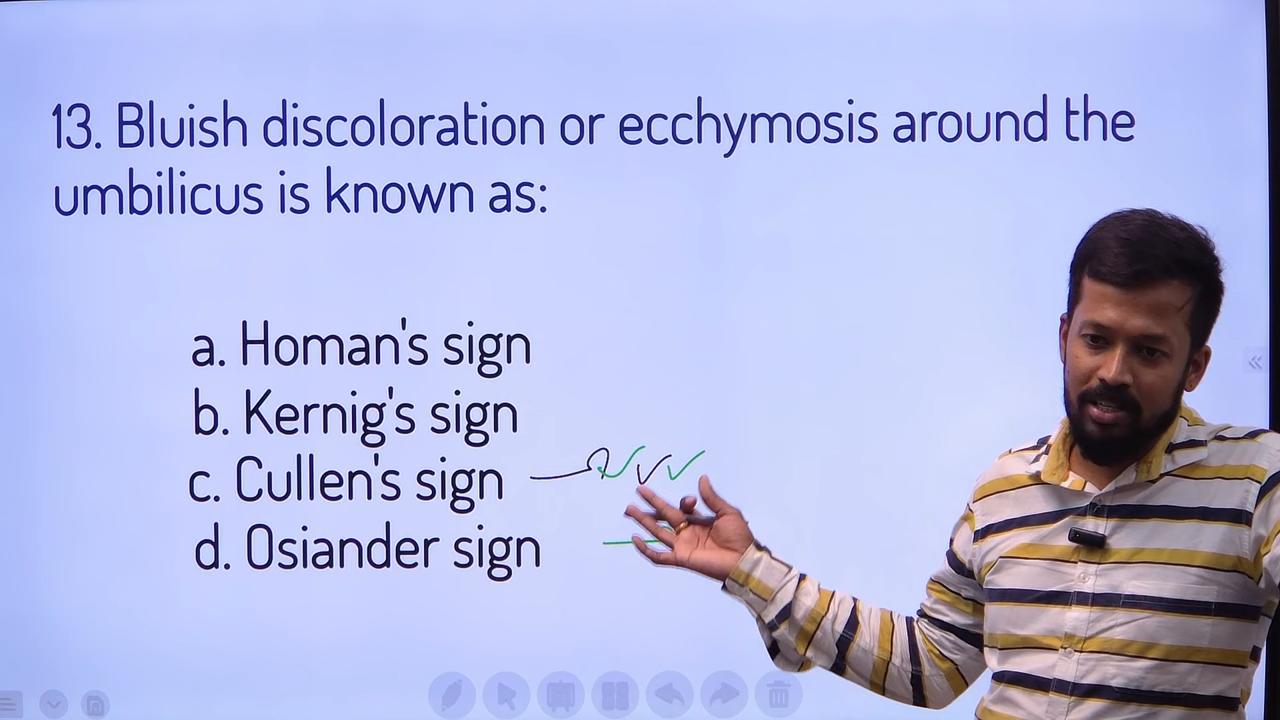 13. Bluish discoloration or ecchymosis around the
umbilicus is known as:
a. Homan's sign
b. Kernig's sign
c. Cullen's sign
d. Osiander sign